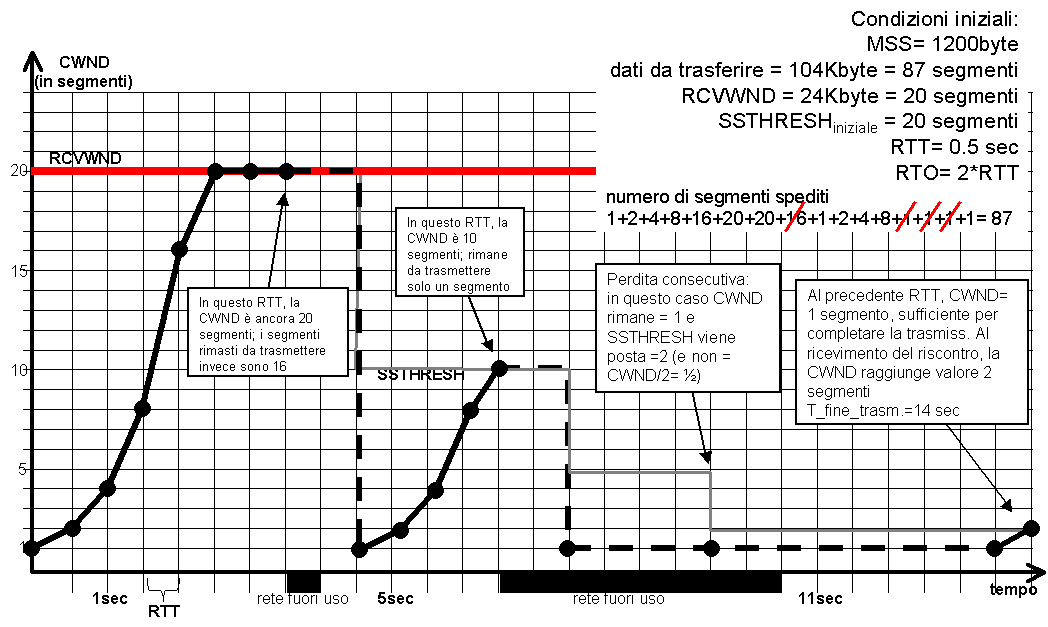 Condizioni iniziali:
MSS= 1200byte
dati da trasferire = 104Kbyte = 87 segmenti
RCVWND = 24Kbyte = 20 segmenti
SSTHRESHiniziale = 20 segmenti
RTT= 0.5 sec
RTO= 2*RTT
numero di segmenti spediti
1+2+4+8+16+20+20+16+1+2+4+8+1+1+1+1= 87
CWND
(in segmenti)
RCVWND
20
15
10
5
1
In questo RTT, la
CWND è ancora 20
segmenti; i segmenti
rimasti da trasmettere
invece sono 16
In questo RTT, la
CWND è 10
segmenti; rimane
da trasmettere
solo un segmento
SSTHRESH
Perdita consecutiva:
in questo caso CWND
rimane = 1 e
SSTHRESH viene
posta =2 (e non =
CWND/2= ½)
Al precedente RTT, CWND=
1 segmento, sufficiente per
completare la trasmiss. Al
ricevimento del riscontro, la
CWND raggiunge valore 2
segmenti
T_fine_trasm.=14 sec
1sec
RTT
rete fuori uso
5sec
rete fuori uso
11sec
tempo